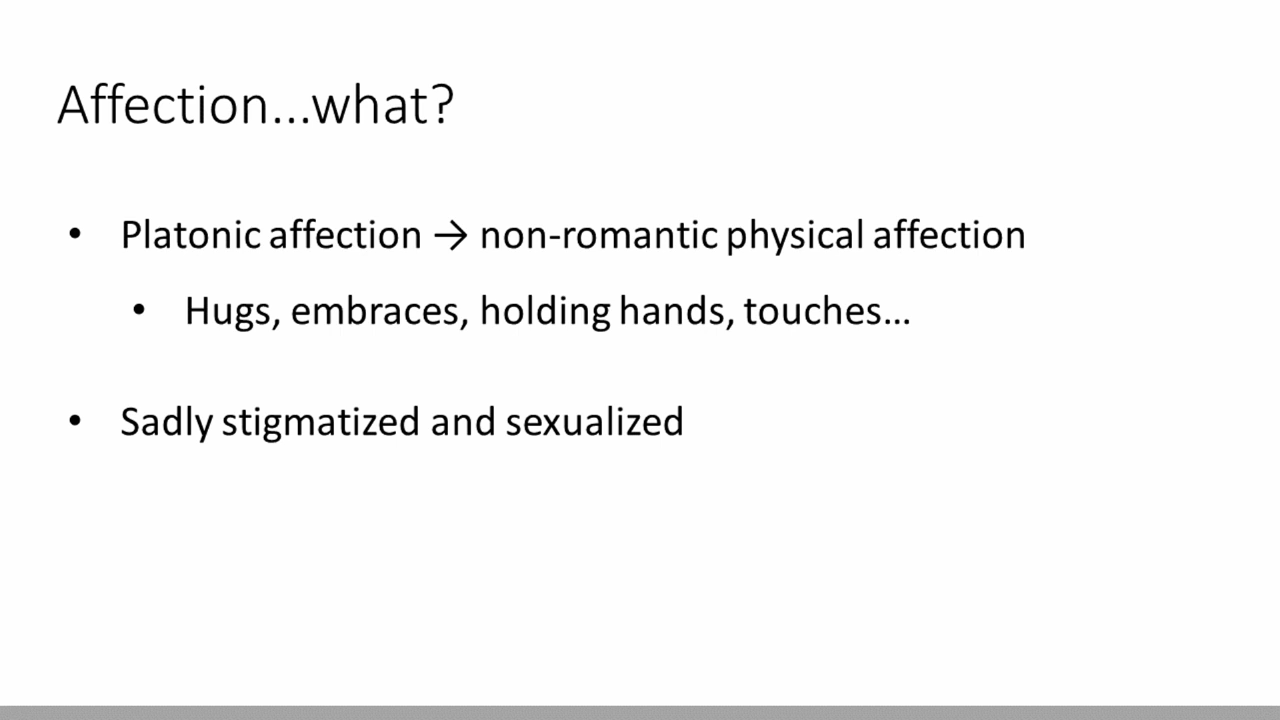 Affection...what?
• Platonic affection → non-romantic physical affection
• Hugs, embraces, holding hands, touches...
• Sadly stigmatized and sexualized